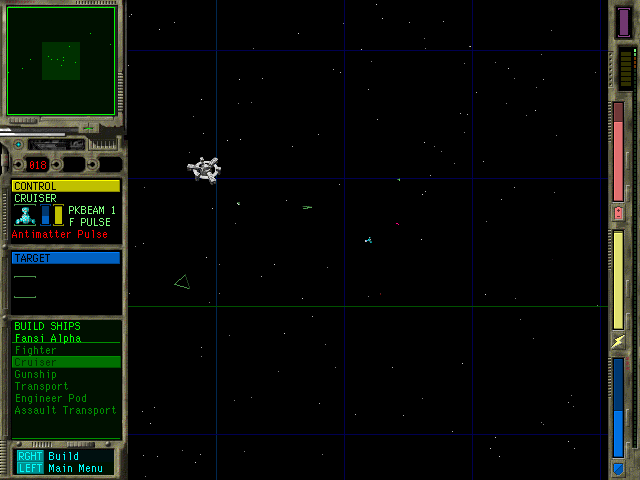 018
CONTROL
CRUISER
PKBEAM 1
F PULSE
Antimatter Pulse
TARGET
BUILD SHIPS
Fansi Alpha
Fighter
Cruiser
Gunship
Transport
Engineer Pod
Assault Transport
RGHT Build
LEFT Main Menu